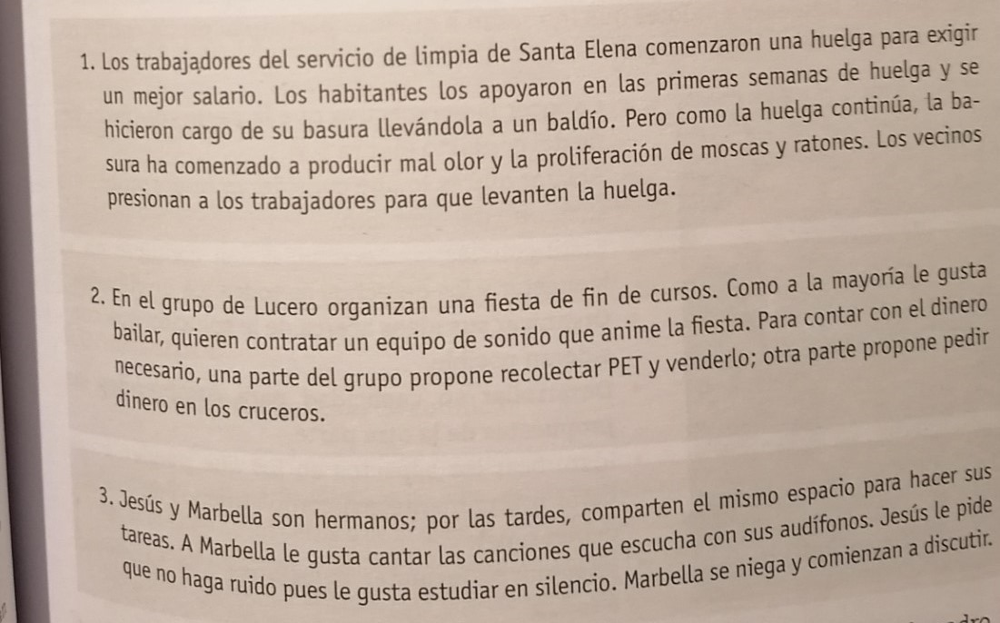 1. Los trabajadores del servicio de limpia de Santa Elena comenzaron una huelga para exigir
un mejor salario. Los habitantes los apoyaron en las primeras semanas de huelga y se
hicieron cargo de su basura llevándola a un baldío. Pero como la huelga continúa, la ba-
sura ha comenzado a producir mal olor y la proliferación de moscas y ratones. Los vecinos
presionan a los trabajadores para que levanten la huelga.
2. En el grupo de Lucero organizan una fiesta de fin de cursos. Como a la mayoría le gusta
bailar, quieren contratar un equipo de sonido que anime la fiesta. Para contar con el dinero
necesario, una parte del grupo propone recolectar PET y venderlo; otra parte propone pedir
dinero en los cruceros.
3. Jesús y Marbella son hermanos; por las tardes, comparten el mismo espacio para hacer sus
tareas. A Marbella le gusta cantar las canciones que escucha con sus audífonos. Jesús le pide
que no haga ruido pues le gusta estudiar en silencio. Marbella se niega y comienzan a discutir.